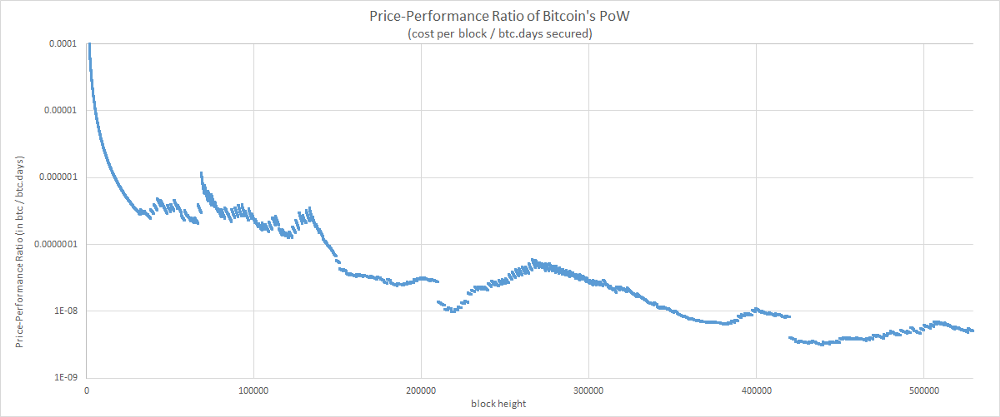 Price-Performance Ratio of Bitcoin's PoW
(cost per block / btc.days secured)
Price-Performance Ratio (in btc / btc.days)
0.0001
0.00001
0.000001
0.0000001
1E-08
1E-09
0
100000
200000
300000
400000
500000
block height